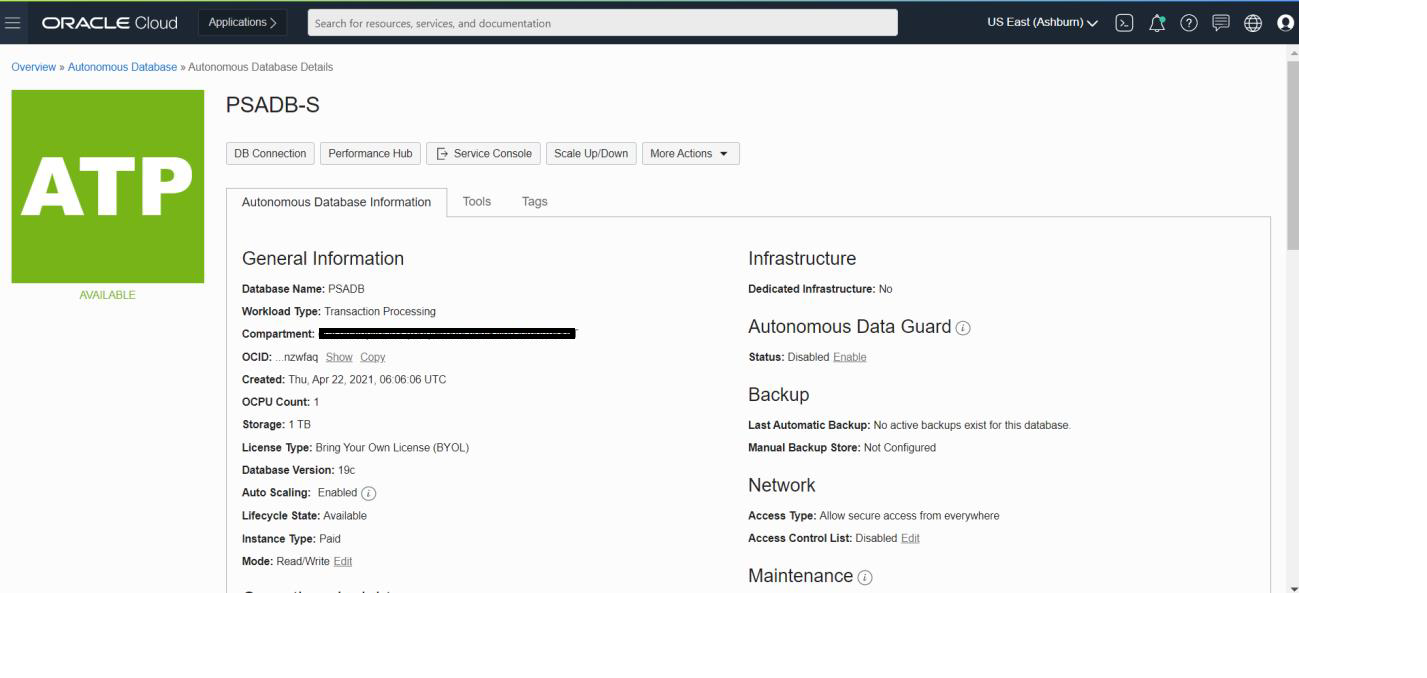 ORACLE Cloud Applications Search for resources, services, and documentation US East (Ashburn)
Overview » Autonomous Database » Autonomous Database Details
ATP
AVAILABLE
PSADB-S
DB Connection Performance Hub Service Console Scale Up/Down More Actions
Autonomous Database Information Tools Tags
General Information
Database Name: PSADB
Workload Type: Transaction Processing
Compartment:
OCID: ...nzwfaq Show Copy
Created: Thu, Apr 22, 2021, 06:06:06 UTC
OCPU Count: 1
Storage: 1 TB
License Type: Bring Your Own License (BYOL)
Database Version: 19c
Auto Scaling: Enabled
Lifecycle State: Available
Instance Type: Paid
Mode: Read/Write Edit
Infrastructure
Dedicated Infrastructure: No
Autonomous Data Guard
Status: Disabled Enable
Backup
Last Automatic Backup: No active backups exist for this database.
Manual Backup Store: Not Configured
Network
Access Type: Allow secure access from everywhere
Access Control List: Disabled Edit
Maintenance